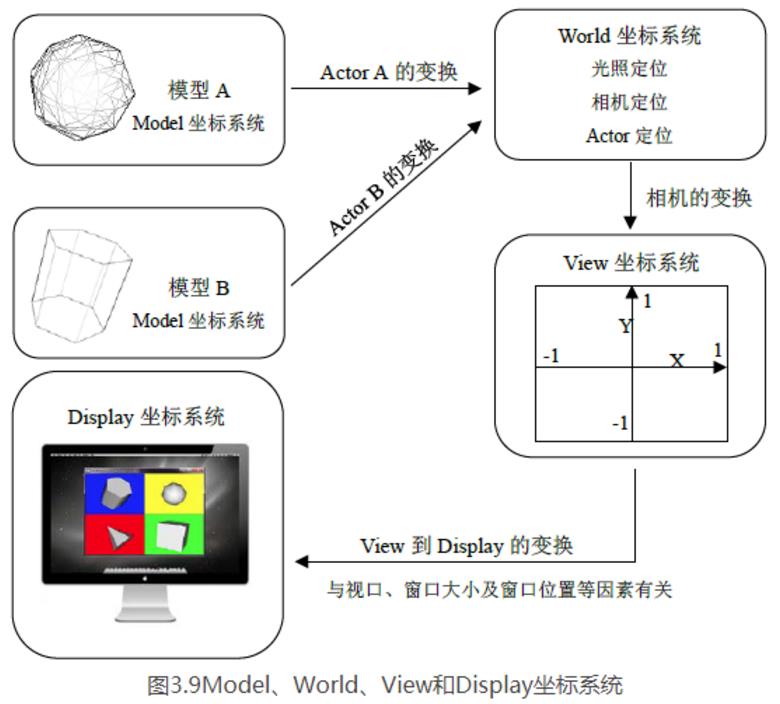 模型 A
Model 坐标系统
Actor A 的变换
World 坐标系统
光照定位
相机定位
Actor 定位
模型 B
Model 坐标系统
Actor B 的变换
相机的变换
View 坐标系统
1
Y
-1
X
1
-1
Display 坐标系统
View 到 Display 的变换
与视口、窗口大小及窗口位置等因素有关
图3.9Model、World、View和Display坐标系统